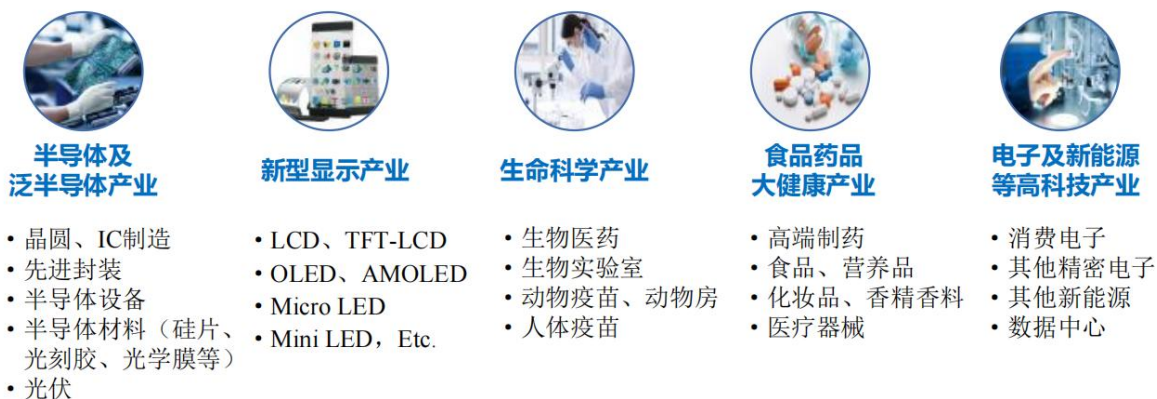 半导体及
泛半导体产业
• 晶圆、IC制造
• 先进封装
• 半导体设备
• 半导体材料（硅片、
光刻胶、光学膜等）
• 光伏
新型显示产业
• LCD、TFT-LCD
• OLED、AMOLED
• Micro LED
• Mini LED，Etc.
生命科学产业
• 生物医药
• 生物实验室
• 动物疫苗、动物房
• 人体疫苗
食品药品
大健康产业
• 高端制药
• 食品、营养品
• 化妆品、香精香料
• 医疗器械
电子及新能源
等高科技产业
• 消费电子
• 其他精密电子
• 其他新能源
• 数据中心